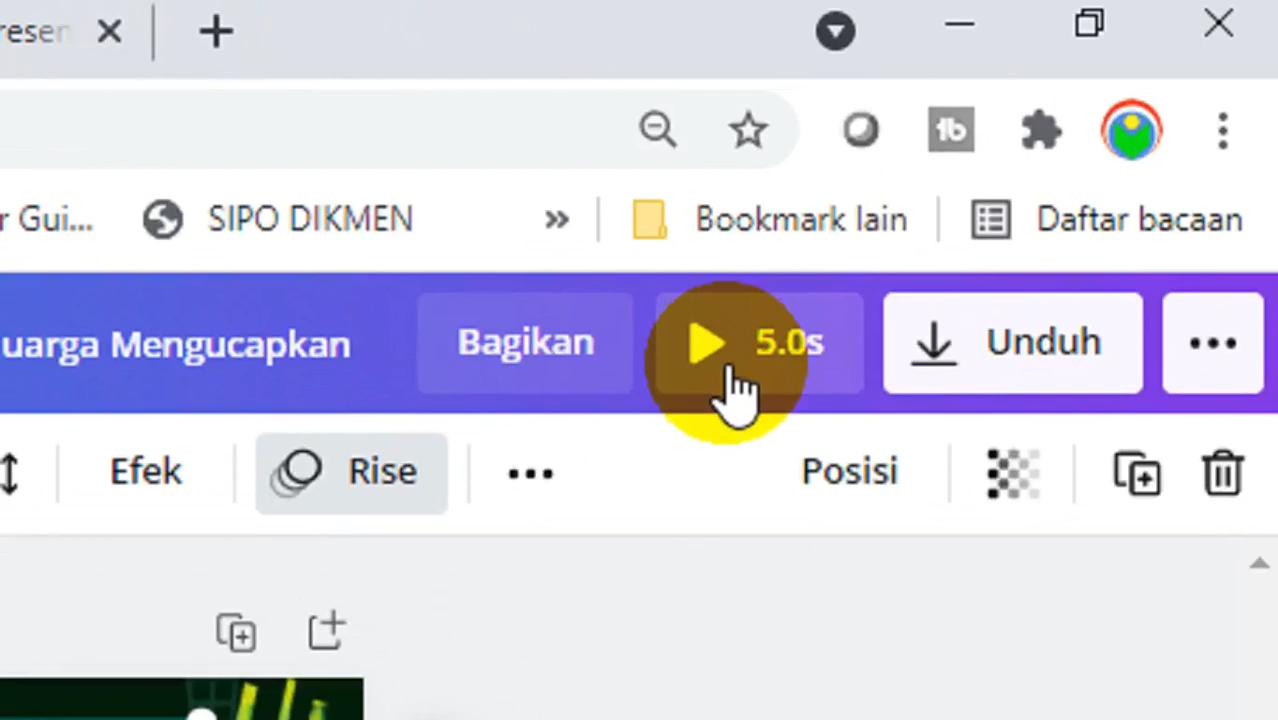 resen
r Gui...
SIPO DIKMEN
Bookmark lain
Daftar bacaan
uarga Mengucapkan
Bagikan
5.0s
Unduh
Efek
Rise
Posisi